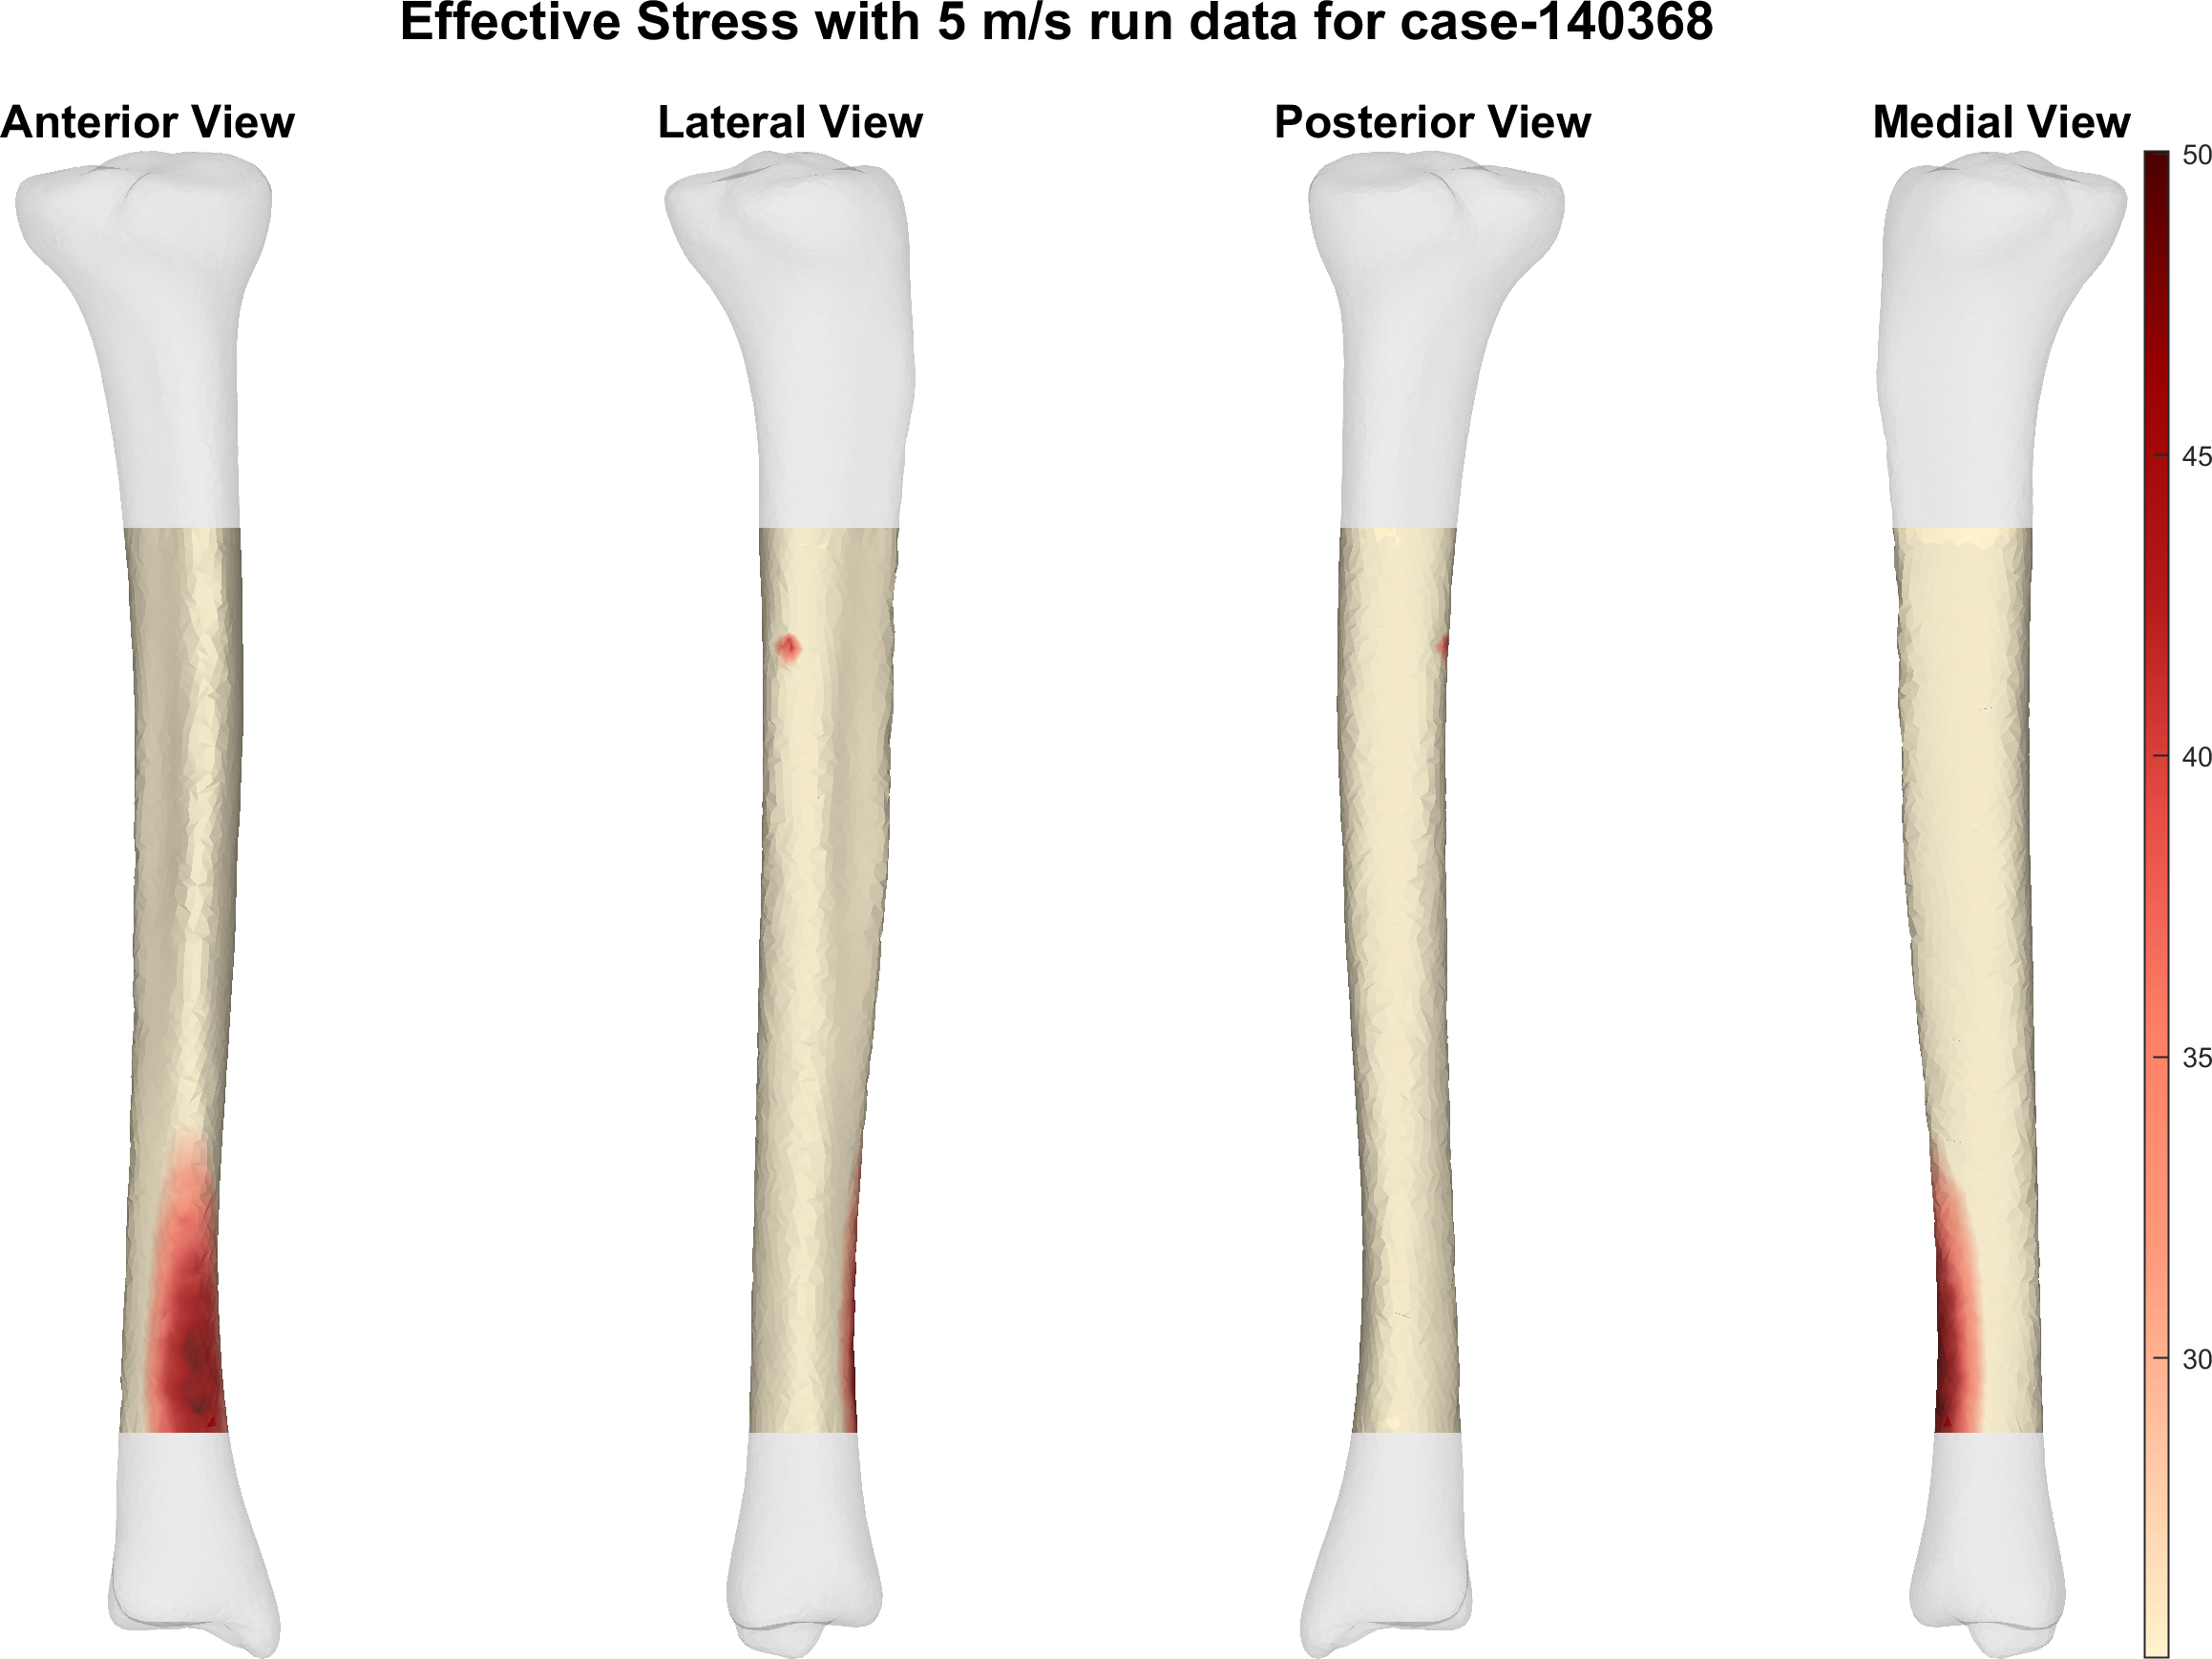 Effective Stress with 5 m/s run data for case-140368
Anterior View
Lateral View
Posterior View
Medial View
50
45
40
35
30